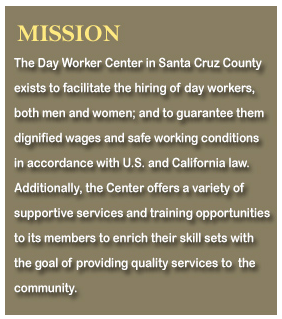 MISSION
The Day Worker Center in Santa Cruz County
exists to facilitate the hiring of day workers,
both men and women; and to guarantee them
dignified wages and safe working conditions
in accordance with U.S. and California law.
Additionally, the Center offers a variety of
supportive services and training opportunities
to its members to enrich their skill sets with
the goal of providing quality services to the
community.